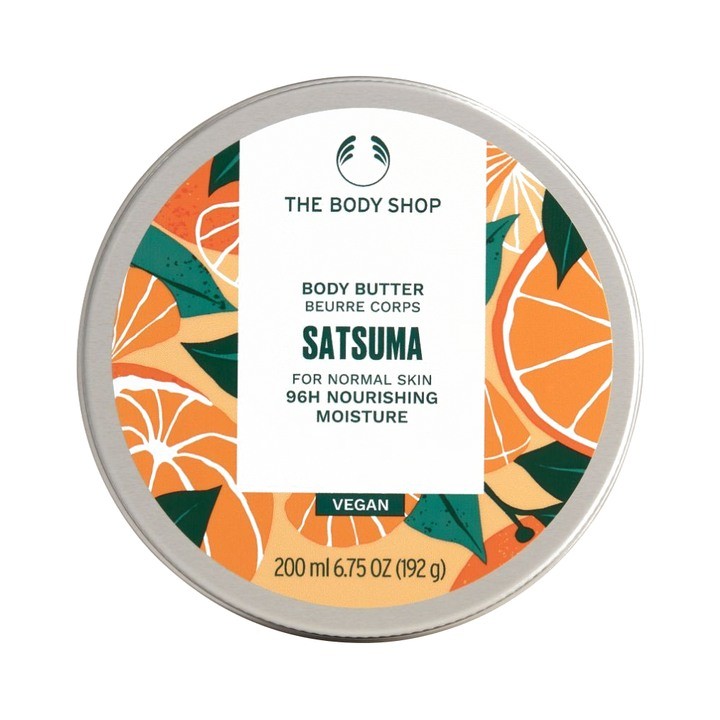 THE BODY SHOP
BODY BUTTER
BEURRE CORPS
SATSUMA
FOR NORMAL SKIN
96H NOURISHING
MOISTURE
VEGAN
200 ml 6.75 OZ (192 g)